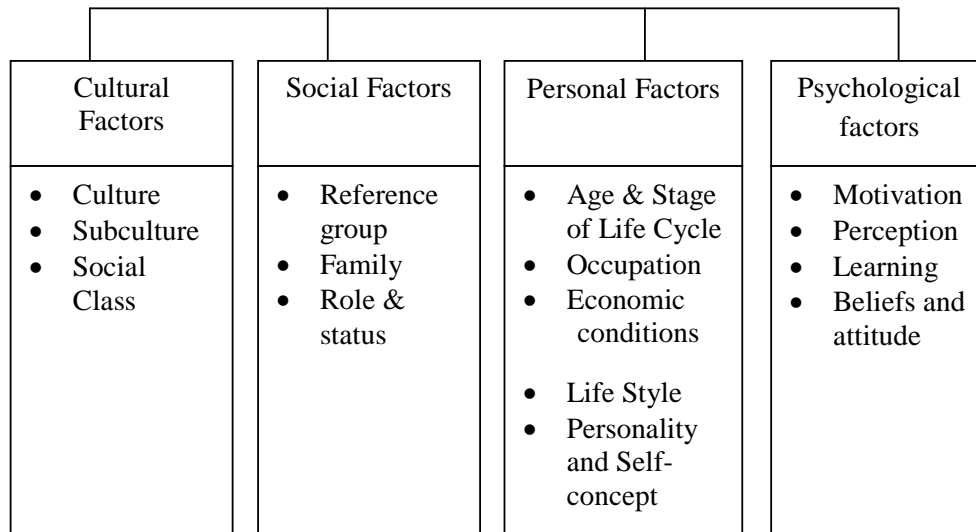 Cultural
Factors
• Culture
• Subculture
• Social
Class
Social Factors
• Reference
group
• Family
• Role &
status
Personal Factors
• Age & Stage
of Life Cycle
• Occupation
• Economic
conditions
• Life Style
• Personality
and Self-
concept
Psychological
factors
• Motivation
• Perception
• Learning
• Beliefs and
attitude